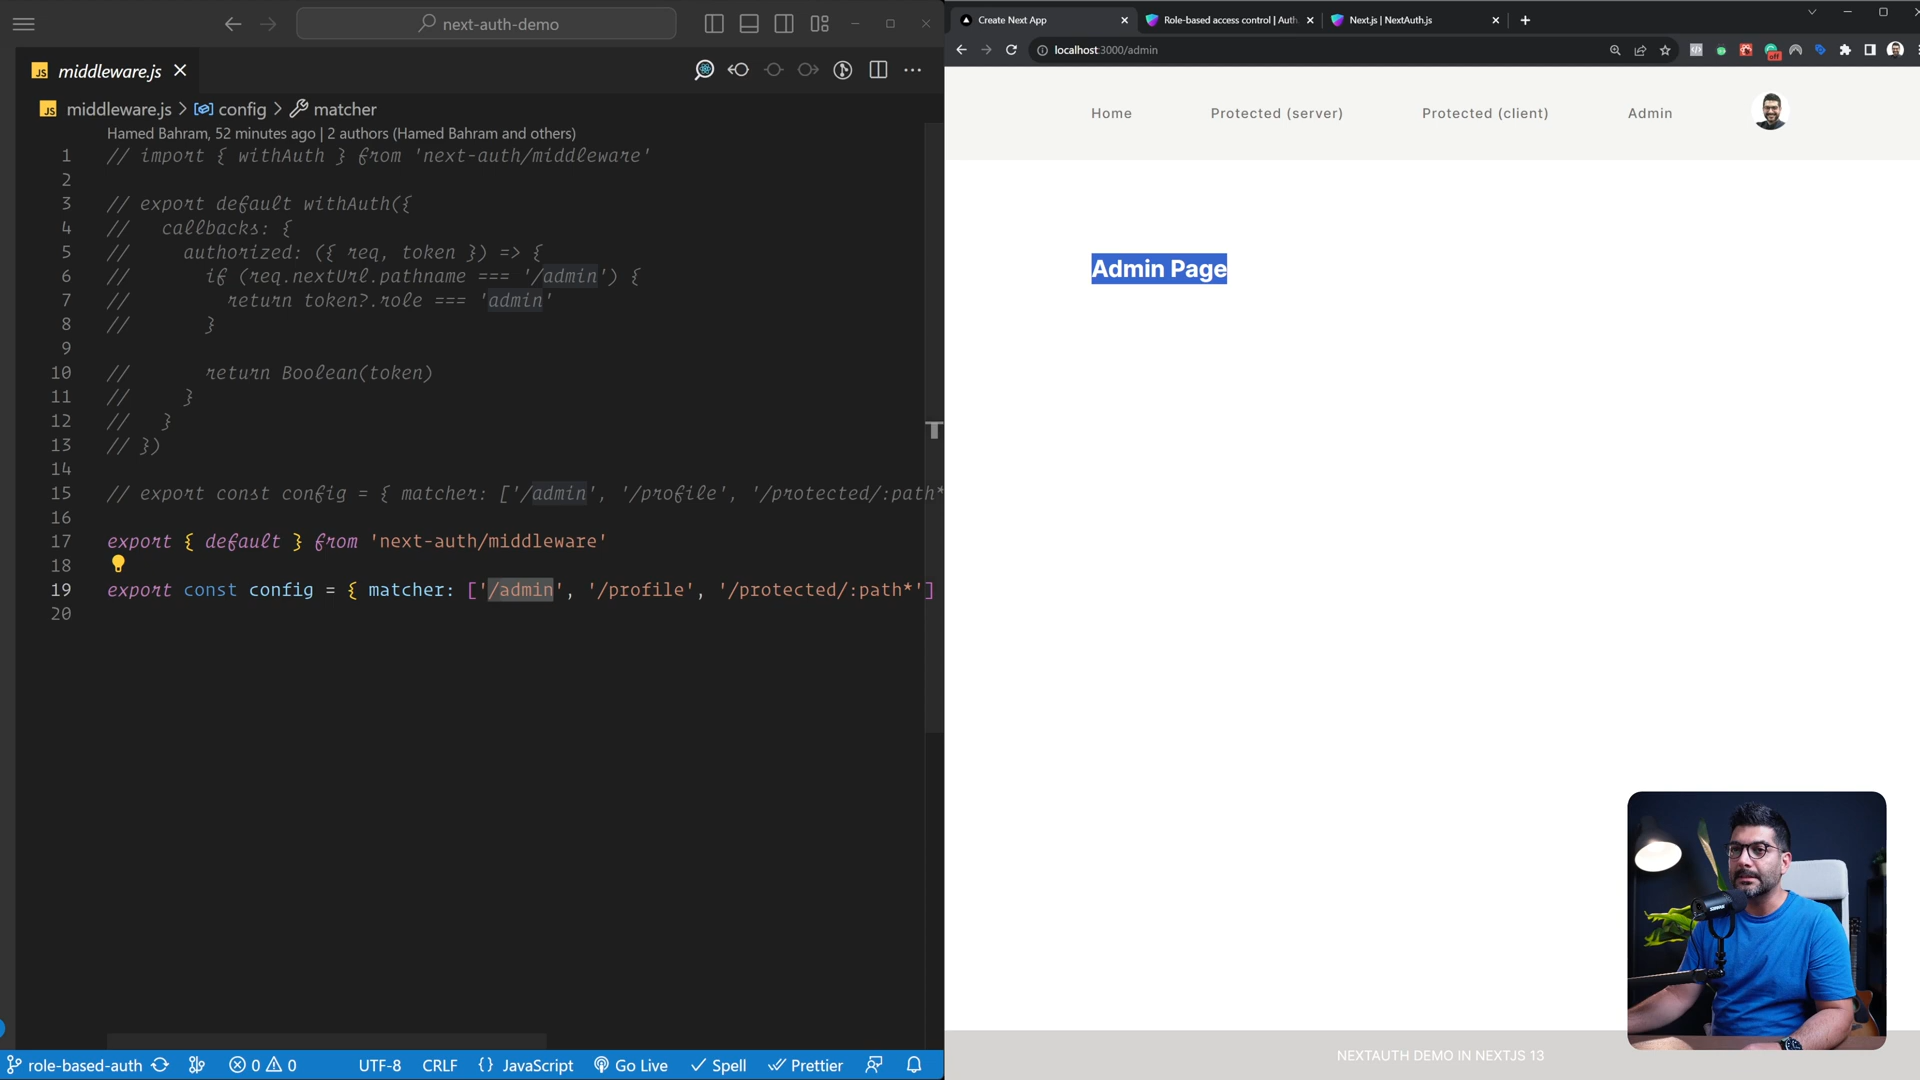 next-auth-demo
JS middleware.js
JS middleware.js > config > matcher
Hamed Bahram, 52 minutes ago | 2 authors (Hamed Bahram and others)
1 // import { withAuth } from 'next-auth/middleware'
2
3 // export default withAuth({
4 //   callbacks: {
5 //     authorized: ({ req, token }) => {
6 //       if (req.nextUrl.pathname === '/admin') {
7 //         return token?.role === 'admin'
8 //       }
9
10 //       return Boolean(token)
11 //     }
12 //   }
13 // })
14
15 // export const config = { matcher: ['/admin', '/profile', '/protected/:path*
16
17 export { default } from 'next-auth/middleware'
18
19 export const config = { matcher: ['/admin', '/profile', '/protected/:path*']
20
role-based-auth 0 0 UTF-8 CRLF {} JavaScript Go Live Spell Prettier
Create Next App
Role-based access control | Auth
Next.js | NextAuth.js
localhost:3000/admin
off
Home
Protected (server)
Protected (client)
Admin
Admin Page
SHURE
NEXTAUTH DEMO IN NEXTJS 13